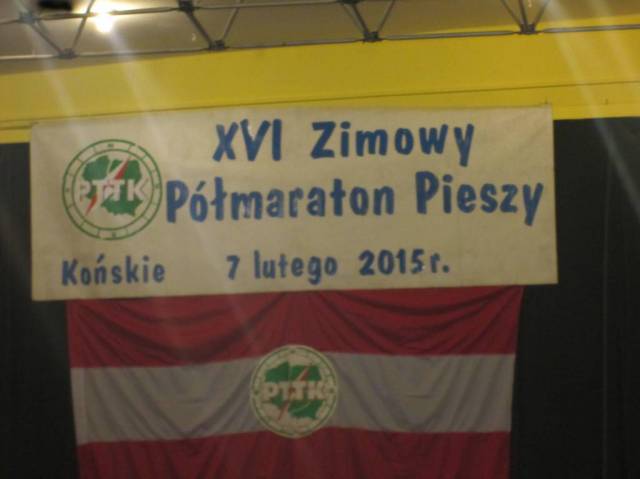 XVI Zimowy
Półmaraton Pieszy
PTTK
Końskie 7 lutego 2015r.
PTTK